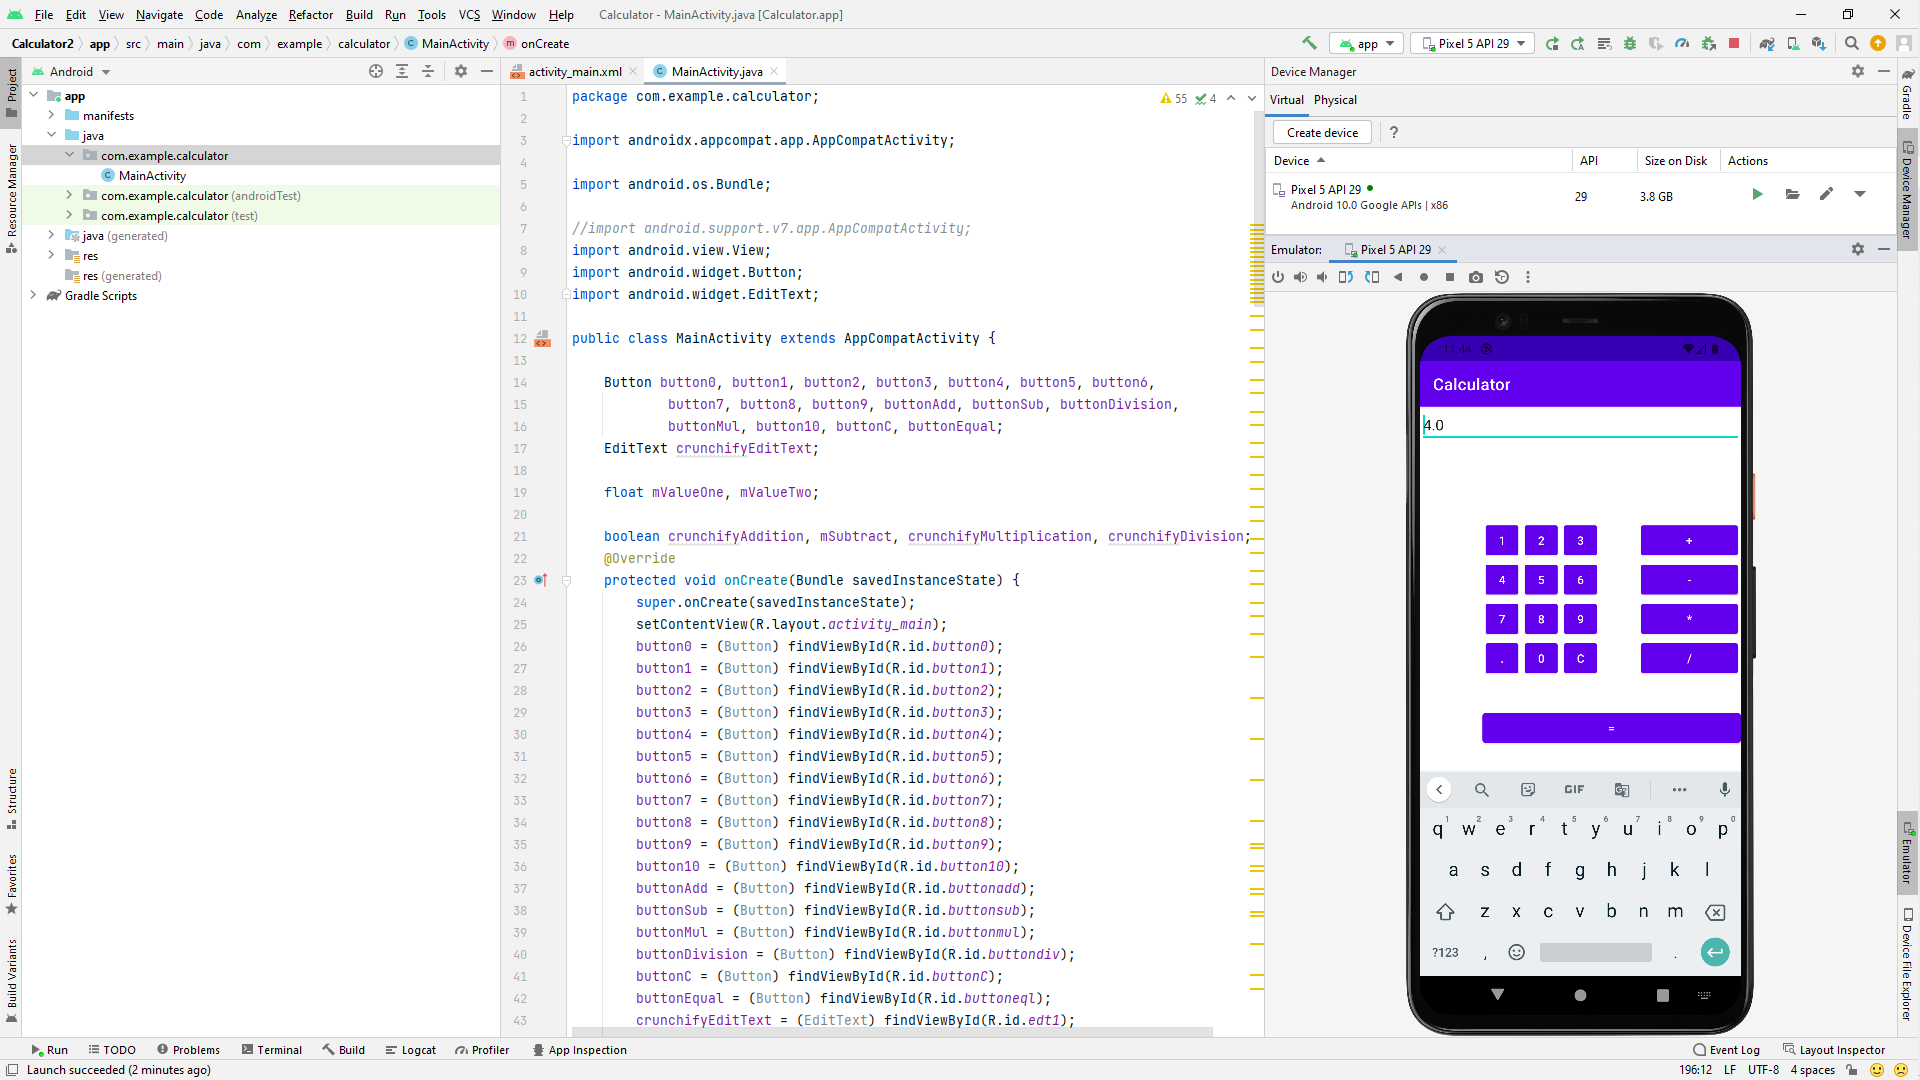 File Edit View Navigate Code Analyze Refactor Build Run Tools VCS Window Help Calculator - MainActivity.java [Calculator.app]
Calculator2 app src main java com example calculator MainActivity onCreate app Pixel 5 API 29
Project
Resource Manager
Structure
Favorites
Build Variants
Android
app
manifests
java
com.example.calculator
MainActivity
com.example.calculator (androidTest)
com.example.calculator (test)
java (generated)
res
res (generated)
Gradle Scripts
activity_main.xml MainActivity.java
55 4
1 package com.example.calculator;
2
3 import androidx.appcompat.app.AppCompatActivity;
4
5 import android.os.Bundle;
6
7 //import android.support.v7.app.AppCompatActivity;
8 import android.view.View;
9 import android.widget.Button;
10 import android.widget.EditText;
11
12 public class MainActivity extends AppCompatActivity {
13
14 Button button0, button1, button2, button3, button4, button5, button6,
15 button7, button8, button9, buttonAdd, buttonSub, buttonDivision,
16 buttonMul, button10, buttonC, buttonEqual;
17 EditText crunchifyEditText;
18
19 float mValueOne, mValueTwo;
20
21 boolean crunchifyAddition, mSubtract, crunchifyMultiplication, crunchifyDivision;
22 @Override
23 protected void onCreate(Bundle savedInstanceState) {
24 super.onCreate(savedInstanceState);
25 setContentView(R.layout.activity_main);
26 button0 = (Button) findViewById(R.id.button0);
27 button1 = (Button) findViewById(R.id.button1);
28 button2 = (Button) findViewById(R.id.button2);
29 button3 = (Button) findViewById(R.id.button3);
30 button4 = (Button) findViewById(R.id.button4);
31 button5 = (Button) findViewById(R.id.button5);
32 button6 = (Button) findViewById(R.id.button6);
33 button7 = (Button) findViewById(R.id.button7);
34 button8 = (Button) findViewById(R.id.button8);
35 button9 = (Button) findViewById(R.id.button9);
36 button10 = (Button) findViewById(R.id.button10);
37 buttonAdd = (Button) findViewById(R.id.buttonadd);
38 buttonSub = (Button) findViewById(R.id.buttonsub);
39 buttonMul = (Button) findViewById(R.id.buttonmul);
40 buttonDivision = (Button) findViewById(R.id.buttondiv);
41 buttonC = (Button) findViewById(R.id.buttonC);
42 buttonEqual = (Button) findViewById(R.id.buttoneql);
43 crunchifyEditText = (EditText) findViewById(R.id.edt1);
Device Manager
Virtual Physical
Create device ?
Device API Size on Disk Actions
Pixel 5 API 29 29 3.8 GB
Android 10.0 Google APIs | x86
Emulator: Pixel 5 API 29
11:44
Calculator
4.0
1 2 3 +
4 5 6 -
7 8 9 *
. 0 C /
=
GIF
q1 w2 e3 r4 t5 y6 u7 i8 o9 p0
a s d f g h j k l
z x c v b n m
?123 , .
Gradle
Device Manager
Emulator
Device File Explorer
Run TODO Problems Terminal Build Logcat Profiler App Inspection Event Log Layout Inspector
Launch succeeded (2 minutes ago) 196:12 LF UTF-8 4 spaces